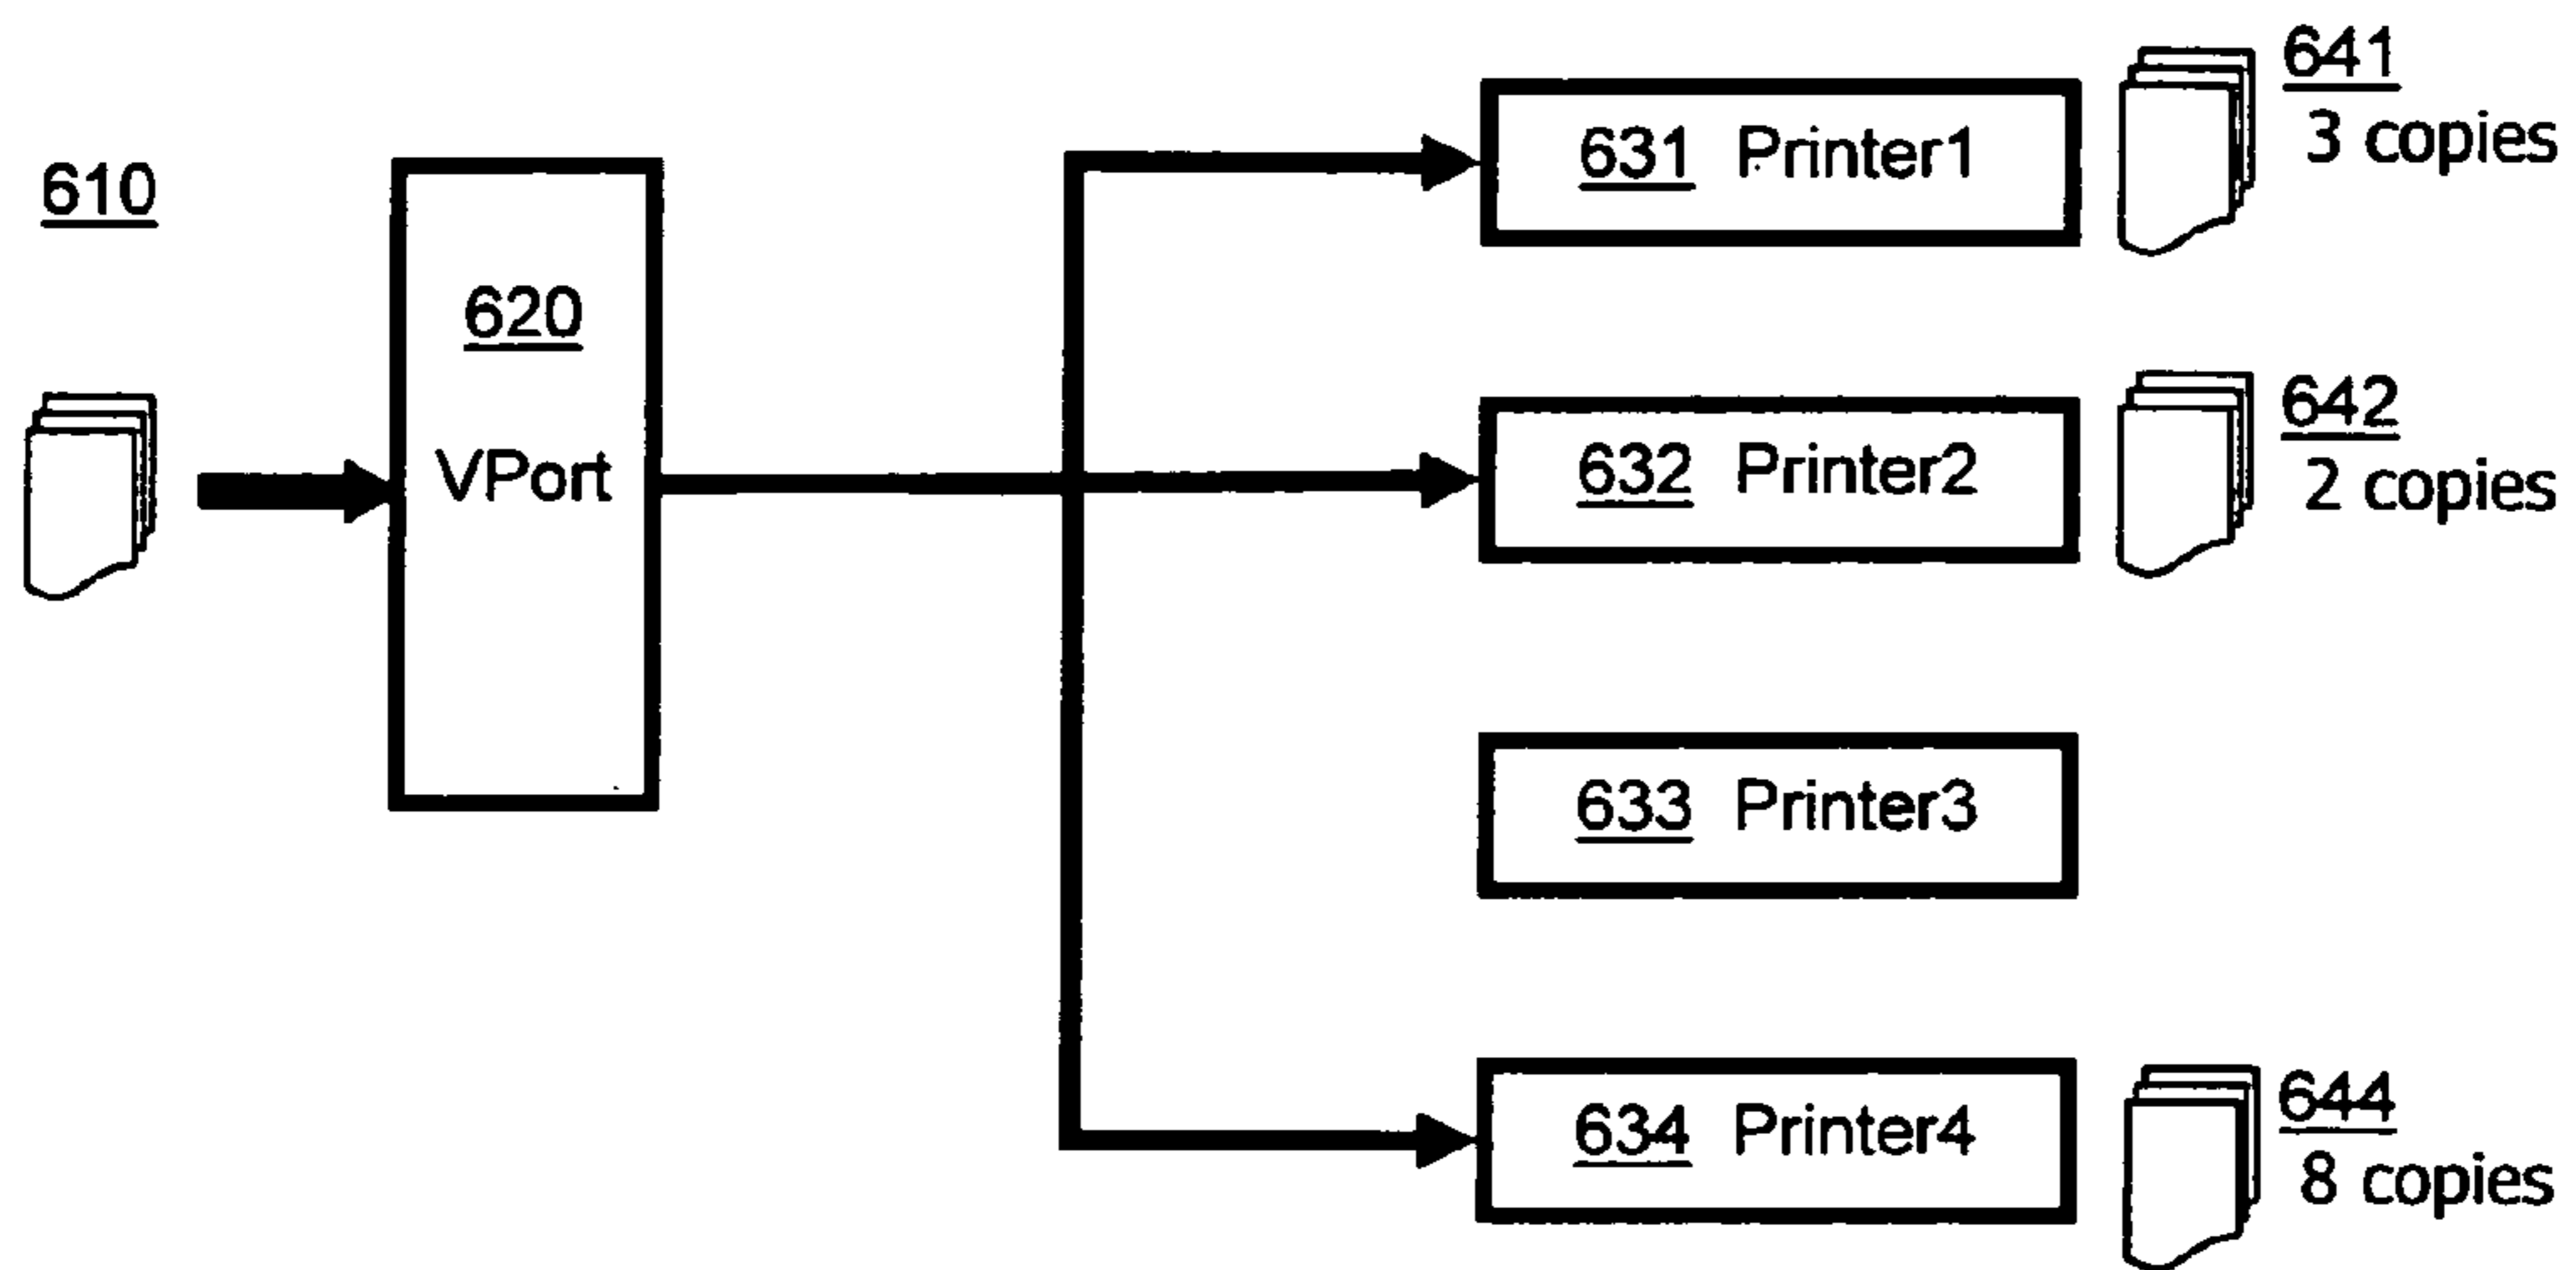 610
620
VPort
631 Printer1
641
3 copies
632 Printer2
642
2 copies
633 Printer3
634 Printer4
644
8 copies